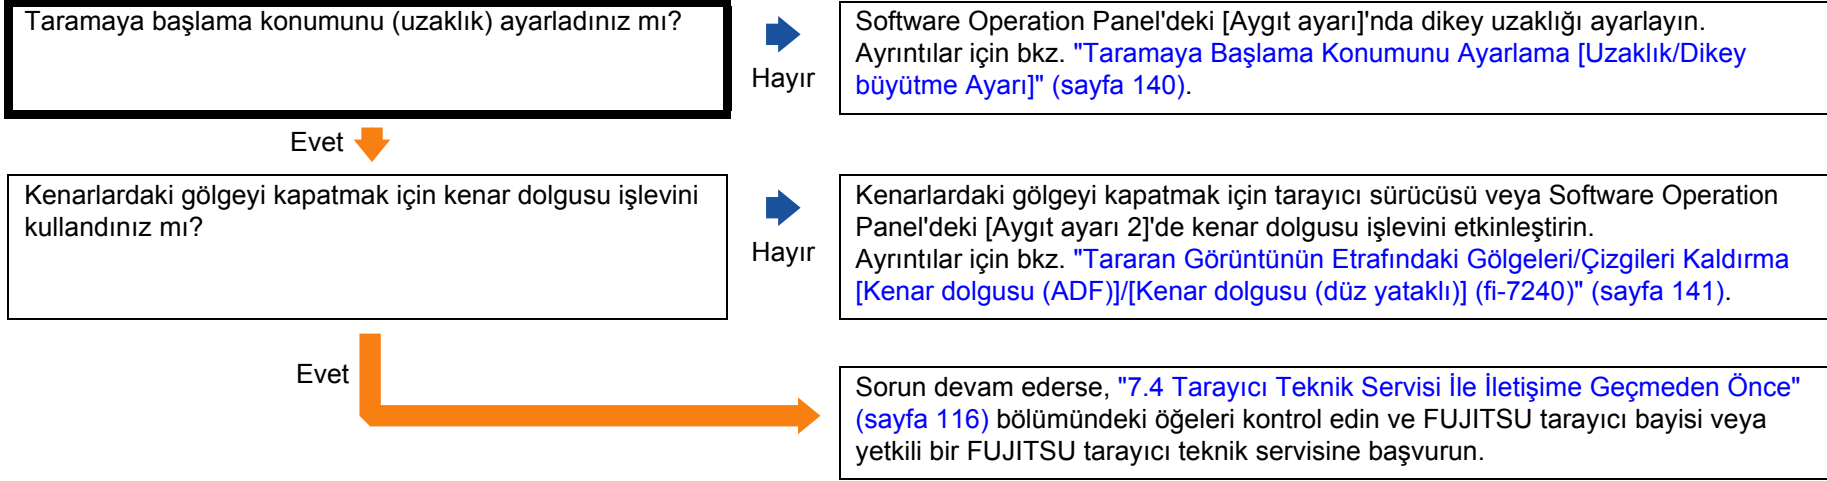 Taramaya başlama konumunu (uzaklık) ayarladınız mı?
Hayır
Software Operation Panel'deki [Aygıt ayarı]'nda dikey uzaklığı ayarlayın.
Ayrıntılar için bkz. "Taramaya Başlama Konumunu Ayarlama [Uzaklık/Dikey
büyütme Ayarı]" (sayfa 140).
Evet
Kenarlardaki gölgeyi kapatmak için kenar dolgusu işlevini
kullandınız mı?
Hayır
Kenarlardaki gölgeyi kapatmak için tarayıcı sürücüsü veya Software Operation
Panel'deki [Aygıt ayarı 2]'de kenar dolgusu işlevini etkinleştirin.
Ayrıntılar için bkz. "Tararan Görüntünün Etrafındaki Gölgeleri/Çizgileri Kaldırma
[Kenar dolgusu (ADF)]/[Kenar dolgusu (düz yataklı)] (fi-7240)" (sayfa 141).
Evet
Sorun devam ederse, "7.4 Tarayıcı Teknik Servisi İle İletişime Geçmeden Önce"
(sayfa 116) bölümündeki öğeleri kontrol edin ve FUJITSU tarayıcı bayisi veya
yetkili bir FUJITSU tarayıcı teknik servisine başvurun.